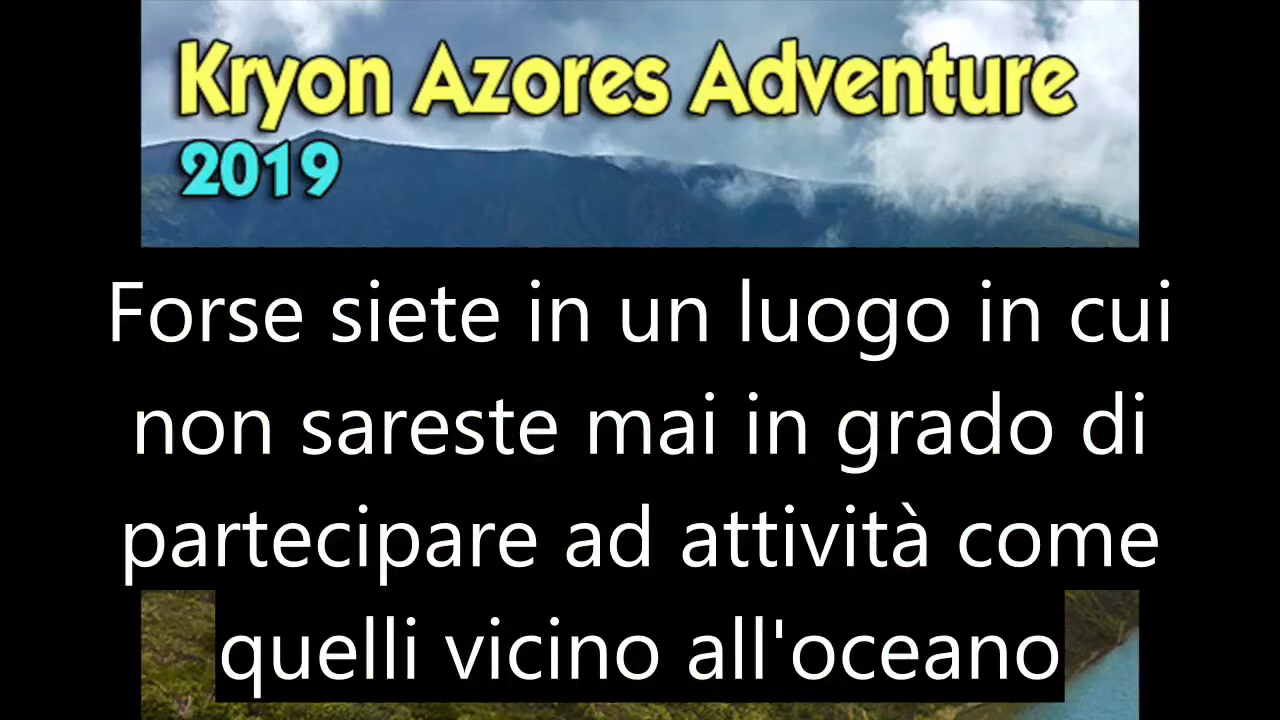 Kryon Azores Adventure
2019
Forse siete in un luogo in cui
non sareste mai in grado di
partecipare ad attività come
quelli vicino all'oceano